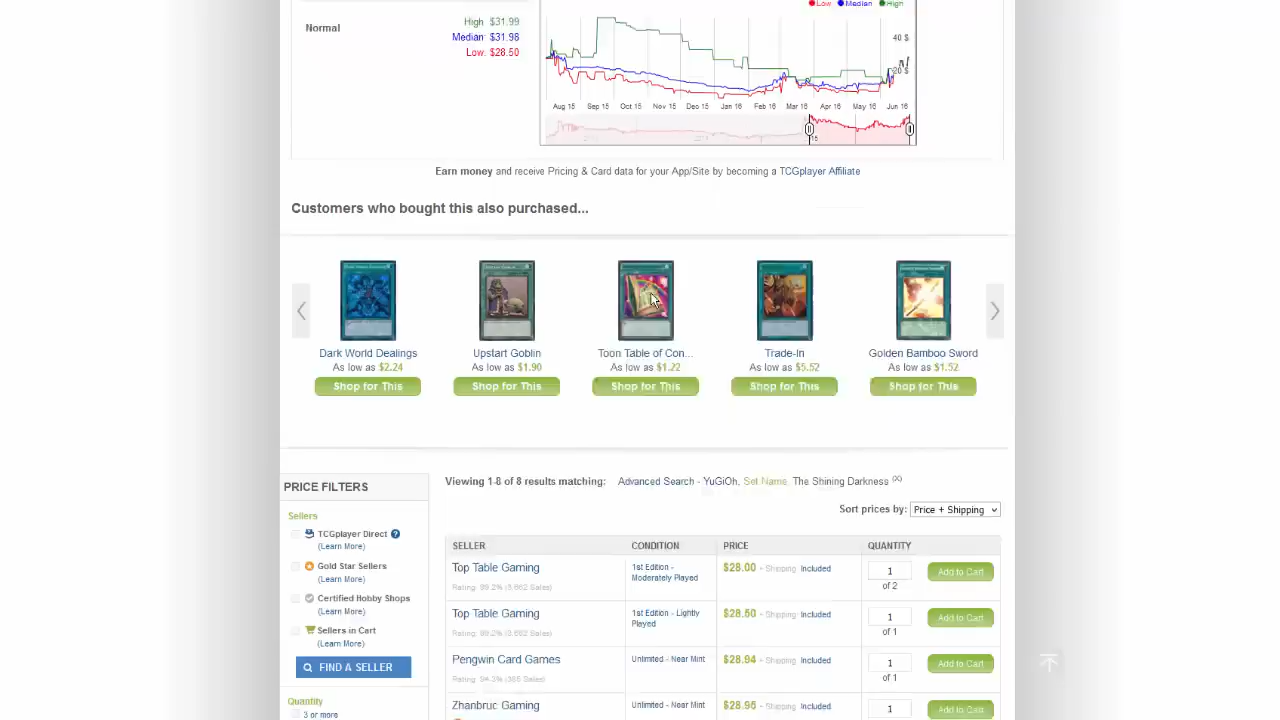 Low Median High
Normal
High $31.99
Median: $31.98
Low: $28.50
40 $
20 $
Aug 15 Sep 15 Oct 15 Nov 15 Dec 15 Jan 16 Feb 16 Mar 16 Apr 16 May 16 Jun 16
Earn money and receive Pricing & Card data for your App/Site by becoming a TCGplayer Affiliate
Customers who bought this also purchased...
Dark World Dealings
As low as $2.24
Shop for This
Upstart Goblin
As low as $1.90
Shop for This
Toon Table of Con...
As low as $1.22
Shop for This
Trade-In
As low as $5.52
Shop for This
Golden Bamboo Sword
As low as $1.52
Shop for This
PRICE FILTERS
Sellers
TCGplayer Direct
(Learn More)
Gold Star Sellers
(Learn More)
Certified Hobby Shops
(Learn More)
Sellers in Cart
(Learn More)
FIND A SELLER
Quantity
3 or more
Viewing 1-8 of 8 results matching: Advanced Search - YuGiOh, Set Name: The Shining Darkness (X)
Sort prices by: Price + Shipping
SELLER CONDITION PRICE QUANTITY
Top Table Gaming 1st Edition - Moderately Played $28.00 + Shipping: Included 1 Add to Cart
of 2
Top Table Gaming 1st Edition - Lightly Played $28.50 + Shipping: Included 1 Add to Cart
of 1
Pengwin Card Games Unlimited - Near Mint $28.94 + Shipping: Included 1 Add to Cart
of 1
Zhanbruc Gaming Unlimited - Near Mint $28.95 + Shipping: Included 1 Add to Cart